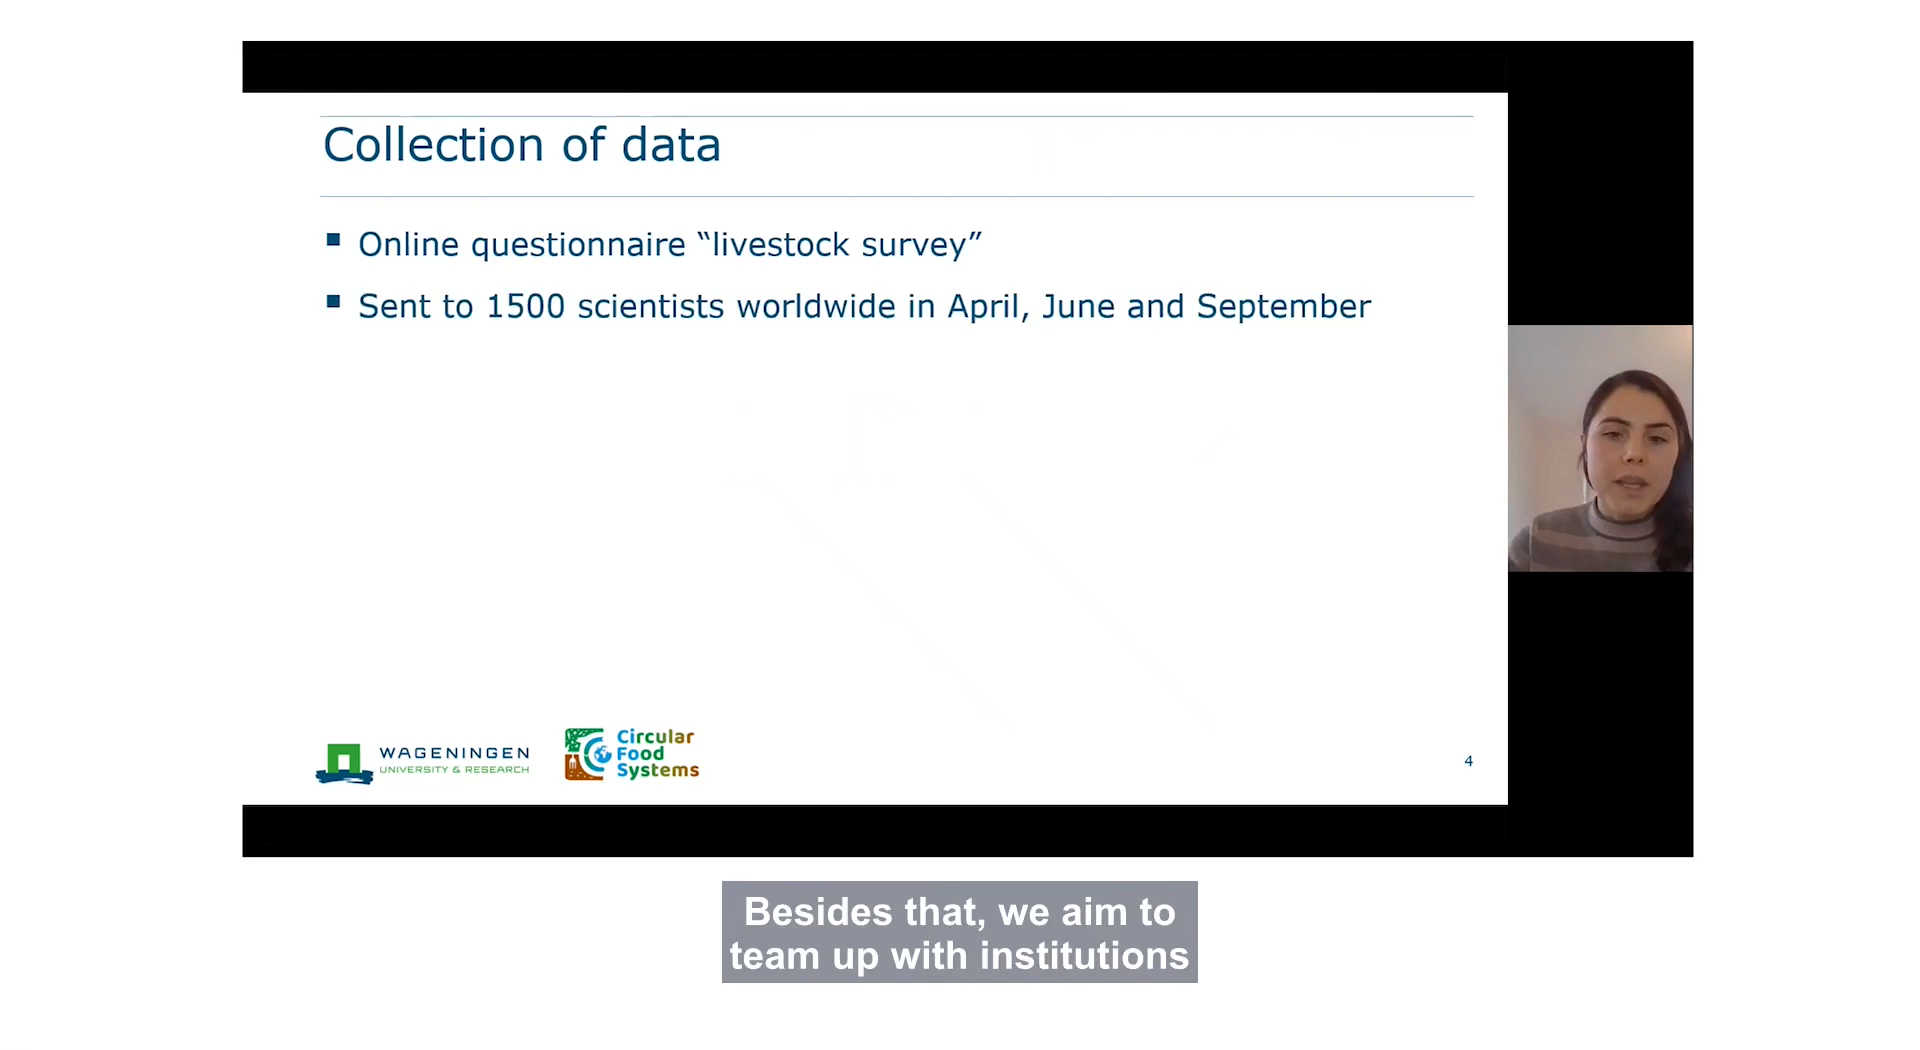 Collection of data
▪ Online questionnaire “livestock survey”
▪ Sent to 1500 scientists worldwide in April, June and September
WAGENINGEN
UNIVERSITY & RESEARCH
Circular
Food
Systems
4
Besides that, we aim to
team up with institutions